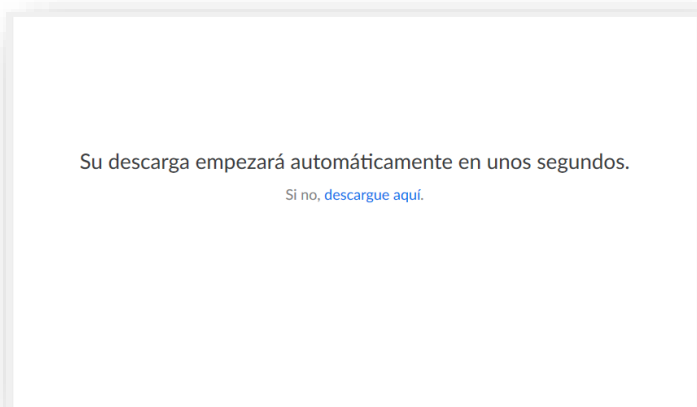 Su descarga empezará automáticamente en unos segundos.
Si no, descargue aquí.